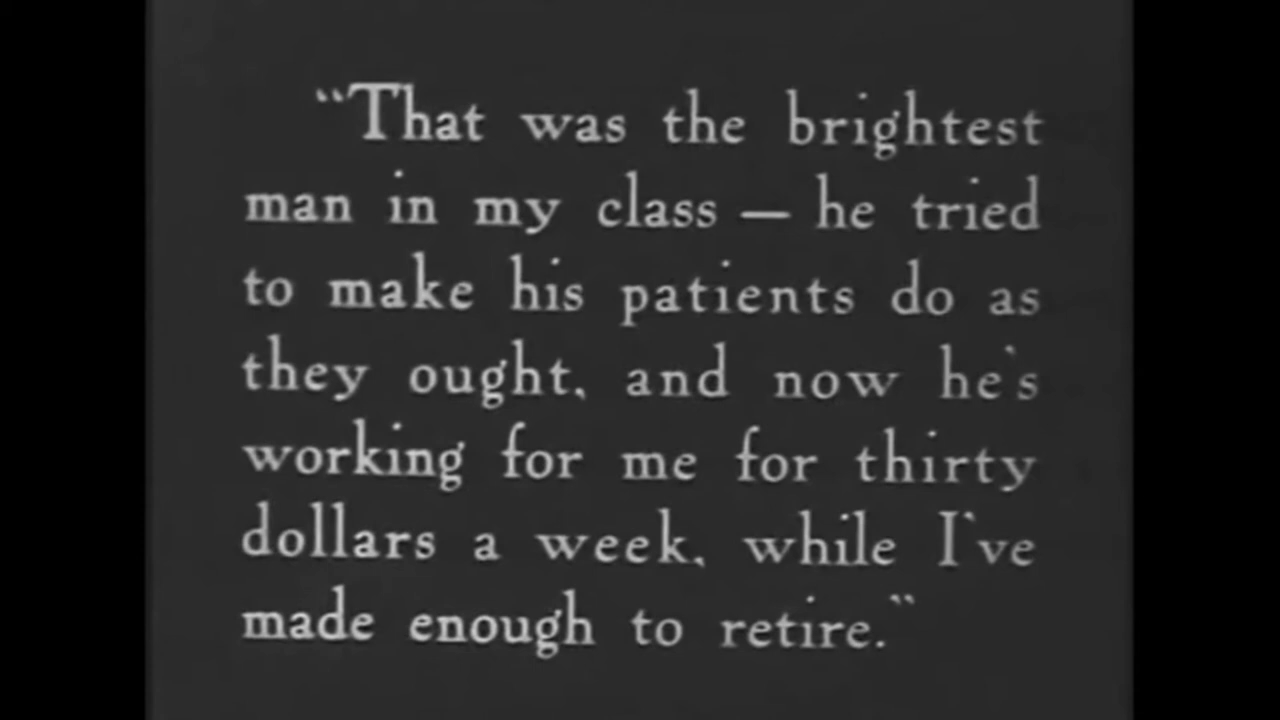 “That was the brightest
man in my class — he tried
to make his patients do as
they ought, and now he's
working for me for thirty
dollars a week, while I've
made enough to retire.”